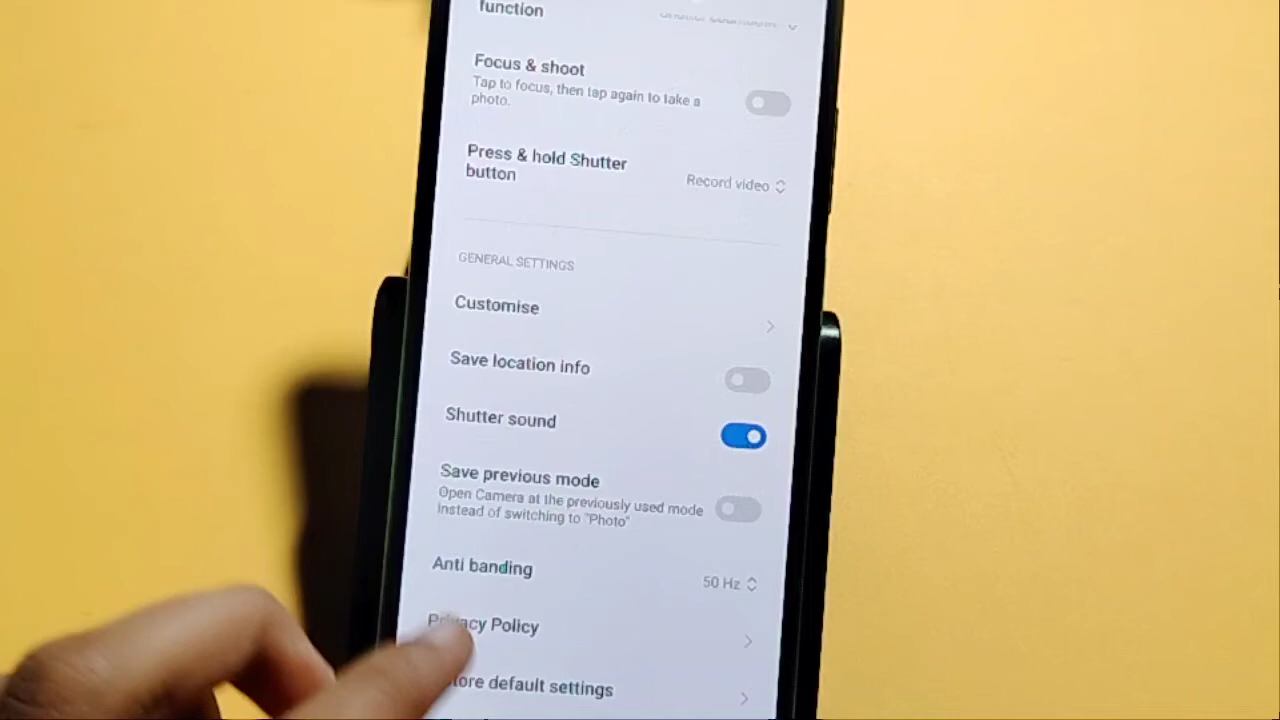 function
Focus & shoot
Tap to focus, then tap again to take a
photo.
Press & hold Shutter
button
Record video
GENERAL SETTINGS
Customise
Save location info
Shutter sound
Save previous mode
Open Camera at the previously used mode
instead of switching to "Photo"
Anti banding
50 Hz
Privacy Policy
default settings